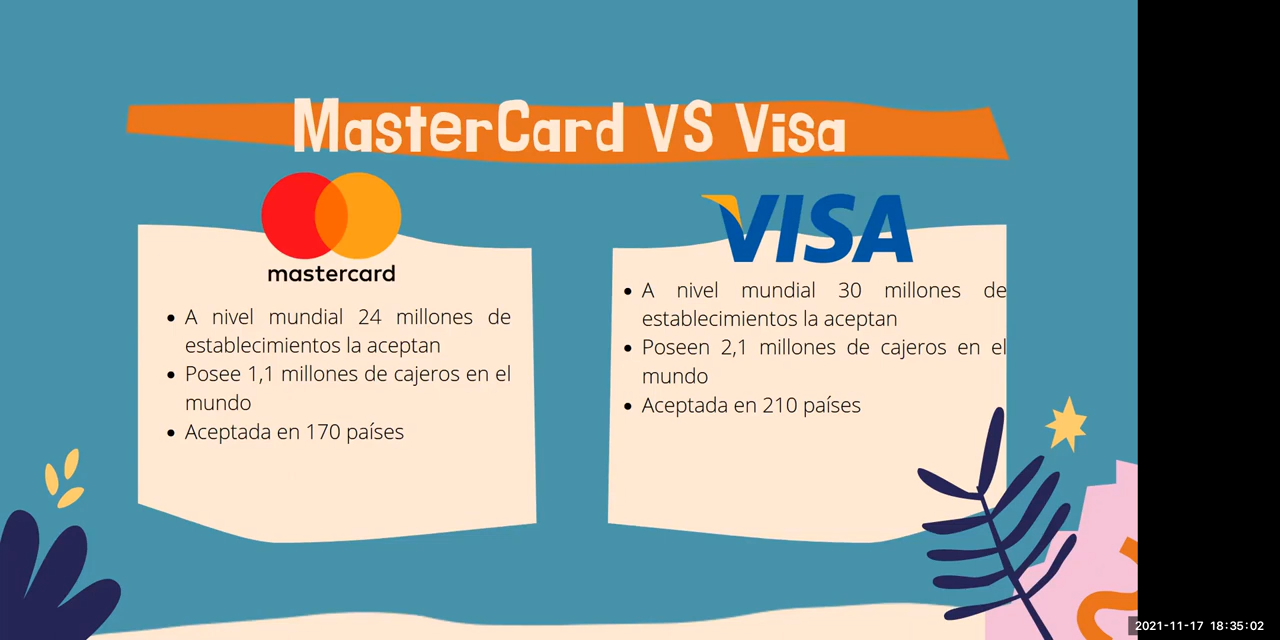 MasterCard VS Visa
mastercard
• A nivel mundial 24 millones de
establecimientos la aceptan
• Posee 1,1 millones de cajeros en el
mundo
• Aceptada en 170 países
VISA
• A nivel mundial 30 millones de
establecimientos la aceptan
• Poseen 2,1 millones de cajeros en el
mundo
• Aceptada en 210 países
2021-11-17 18:35:02